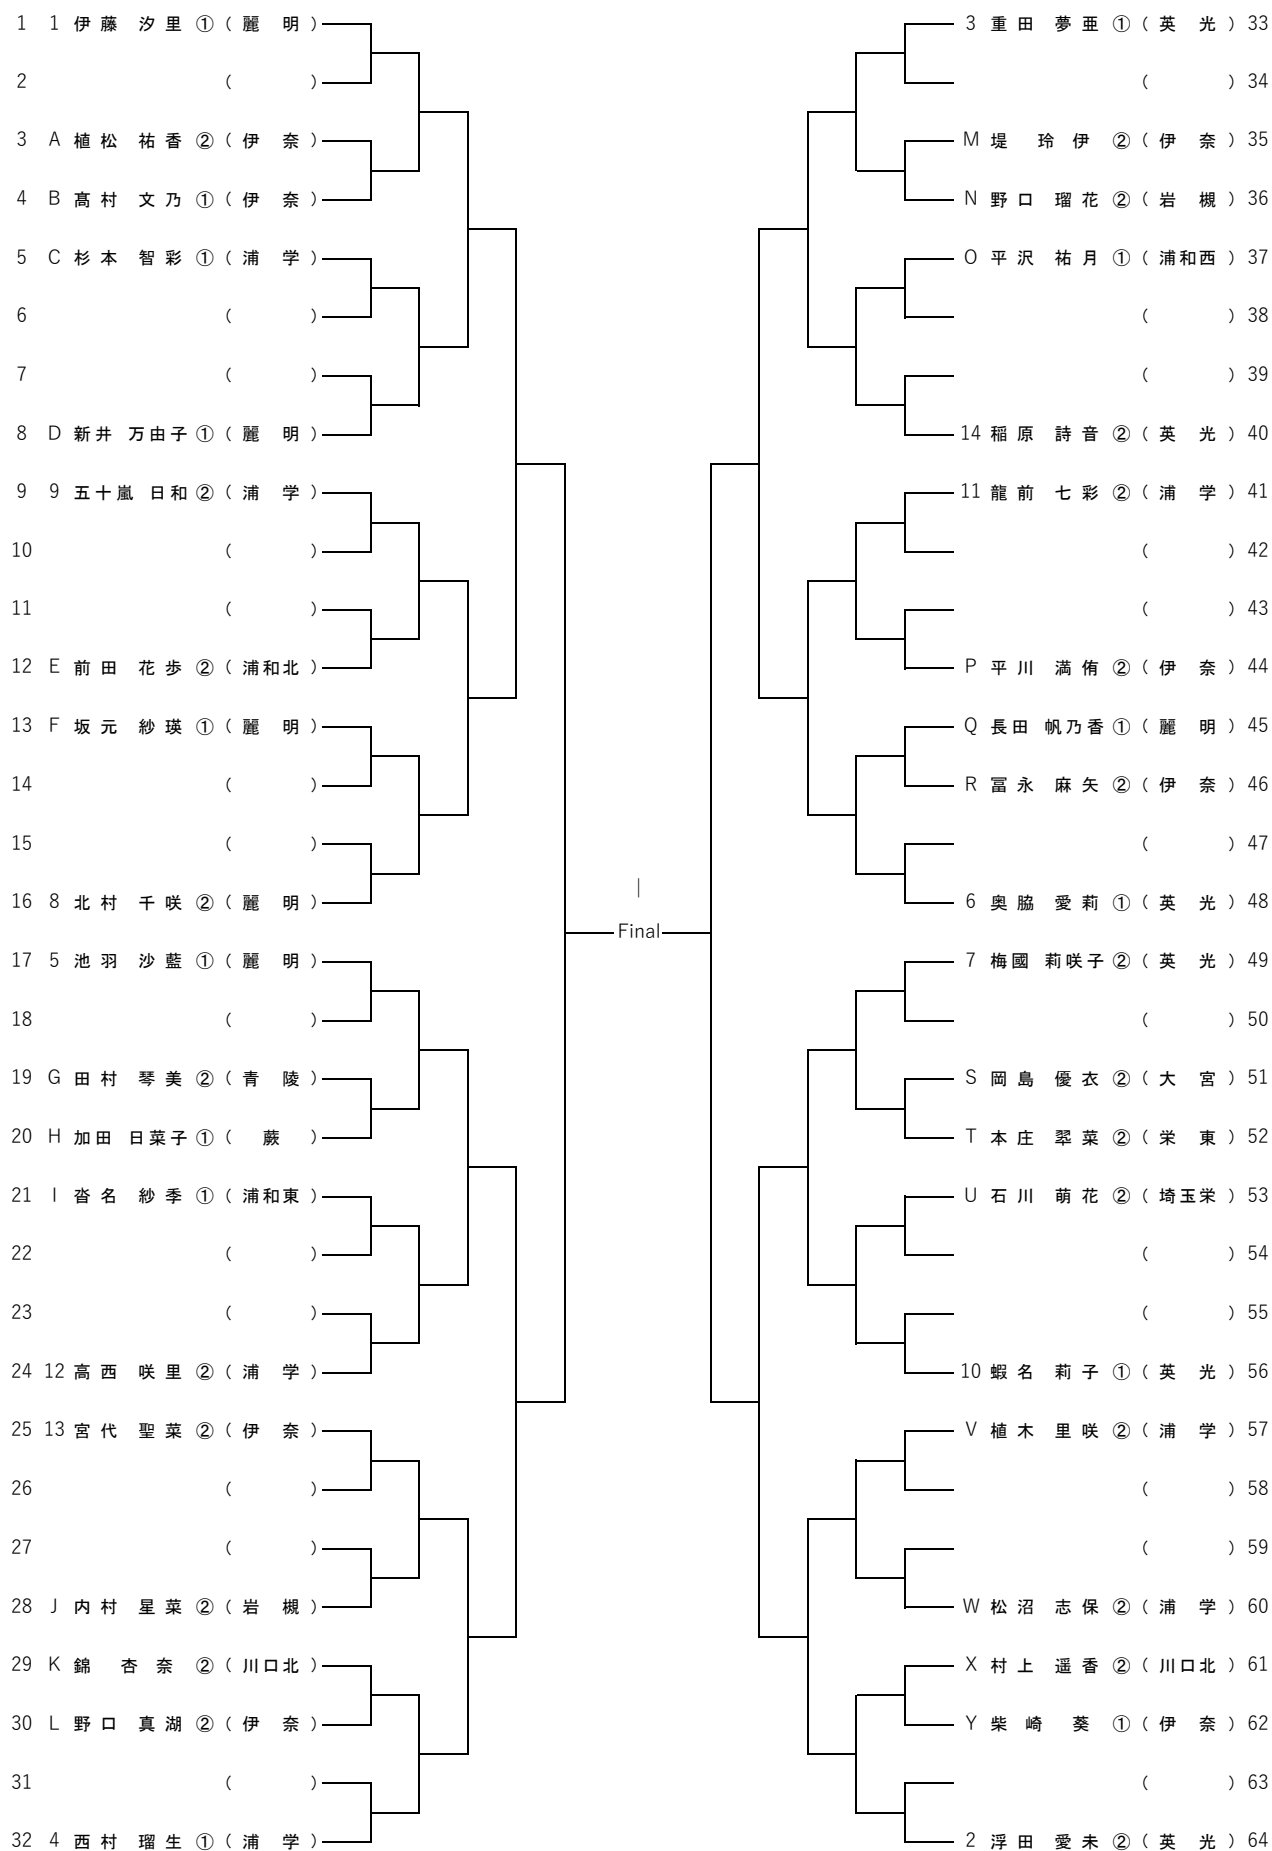 1 1 伊藤 汐里 ① ( 麗 明 )
2 ( )
3 A 植松 祐香 ② ( 伊 奈 )
4 B 髙村 文乃 ① ( 伊 奈 )
5 C 杉本 智彩 ① ( 浦 学 )
6 ( )
7 ( )
8 D 新井 万由子 ① ( 麗 明 )
9 9 五十嵐 日和 ② ( 浦 学 )
10 ( )
11 ( )
12 E 前田 花歩 ② ( 浦和北 )
13 F 坂元 紗瑛 ① ( 麗 明 )
14 ( )
15 ( )
16 8 北村 千咲 ② ( 麗 明 )
17 5 池羽 沙藍 ① ( 麗 明 )
18 ( )
19 G 田村 琴美 ② ( 青 陵 )
20 H 加田 日菜子 ① ( 蕨 )
21 I 沓名 紗季 ① ( 浦和東 )
22 ( )
23 ( )
24 12 高西 咲里 ② ( 浦 学 )
25 13 宮代 聖菜 ② ( 伊 奈 )
26 ( )
27 ( )
28 J 内村 星菜 ② ( 岩 槻 )
29 K 錦 杏奈 ② ( 川口北 )
30 L 野口 真湖 ② ( 伊 奈 )
31 ( )
32 4 西村 瑠生 ① ( 浦 学 )
|
Final
3 重田 夢亜 ① ( 英 光 ) 33
( ) 34
M 堤 玲伊 ② ( 伊 奈 ) 35
N 野口 瑠花 ② ( 岩 槻 ) 36
O 平沢 祐月 ① ( 浦和西 ) 37
( ) 38
( ) 39
14 稲原 詩音 ② ( 英 光 ) 40
11 龍前 七彩 ② ( 浦 学 ) 41
( ) 42
( ) 43
P 平川 満侑 ② ( 伊 奈 ) 44
Q 長田 帆乃香 ① ( 麗 明 ) 45
R 冨永 麻矢 ② ( 伊 奈 ) 46
( ) 47
6 奥脇 愛莉 ① ( 英 光 ) 48
7 梅國 莉咲子 ② ( 英 光 ) 49
( ) 50
S 岡島 優衣 ② ( 大 宮 ) 51
T 本庄 翠菜 ② ( 栄 東 ) 52
U 石川 萌花 ② ( 埼玉栄 ) 53
( ) 54
( ) 55
10 蝦名 莉子 ① ( 英 光 ) 56
V 植木 里咲 ② ( 浦 学 ) 57
( ) 58
( ) 59
W 松沼 志保 ② ( 浦 学 ) 60
X 村上 遥香 ② ( 川口北 ) 61
Y 柴崎 葵 ① ( 伊 奈 ) 62
( ) 63
2 浮田 愛未 ② ( 英 光 ) 64